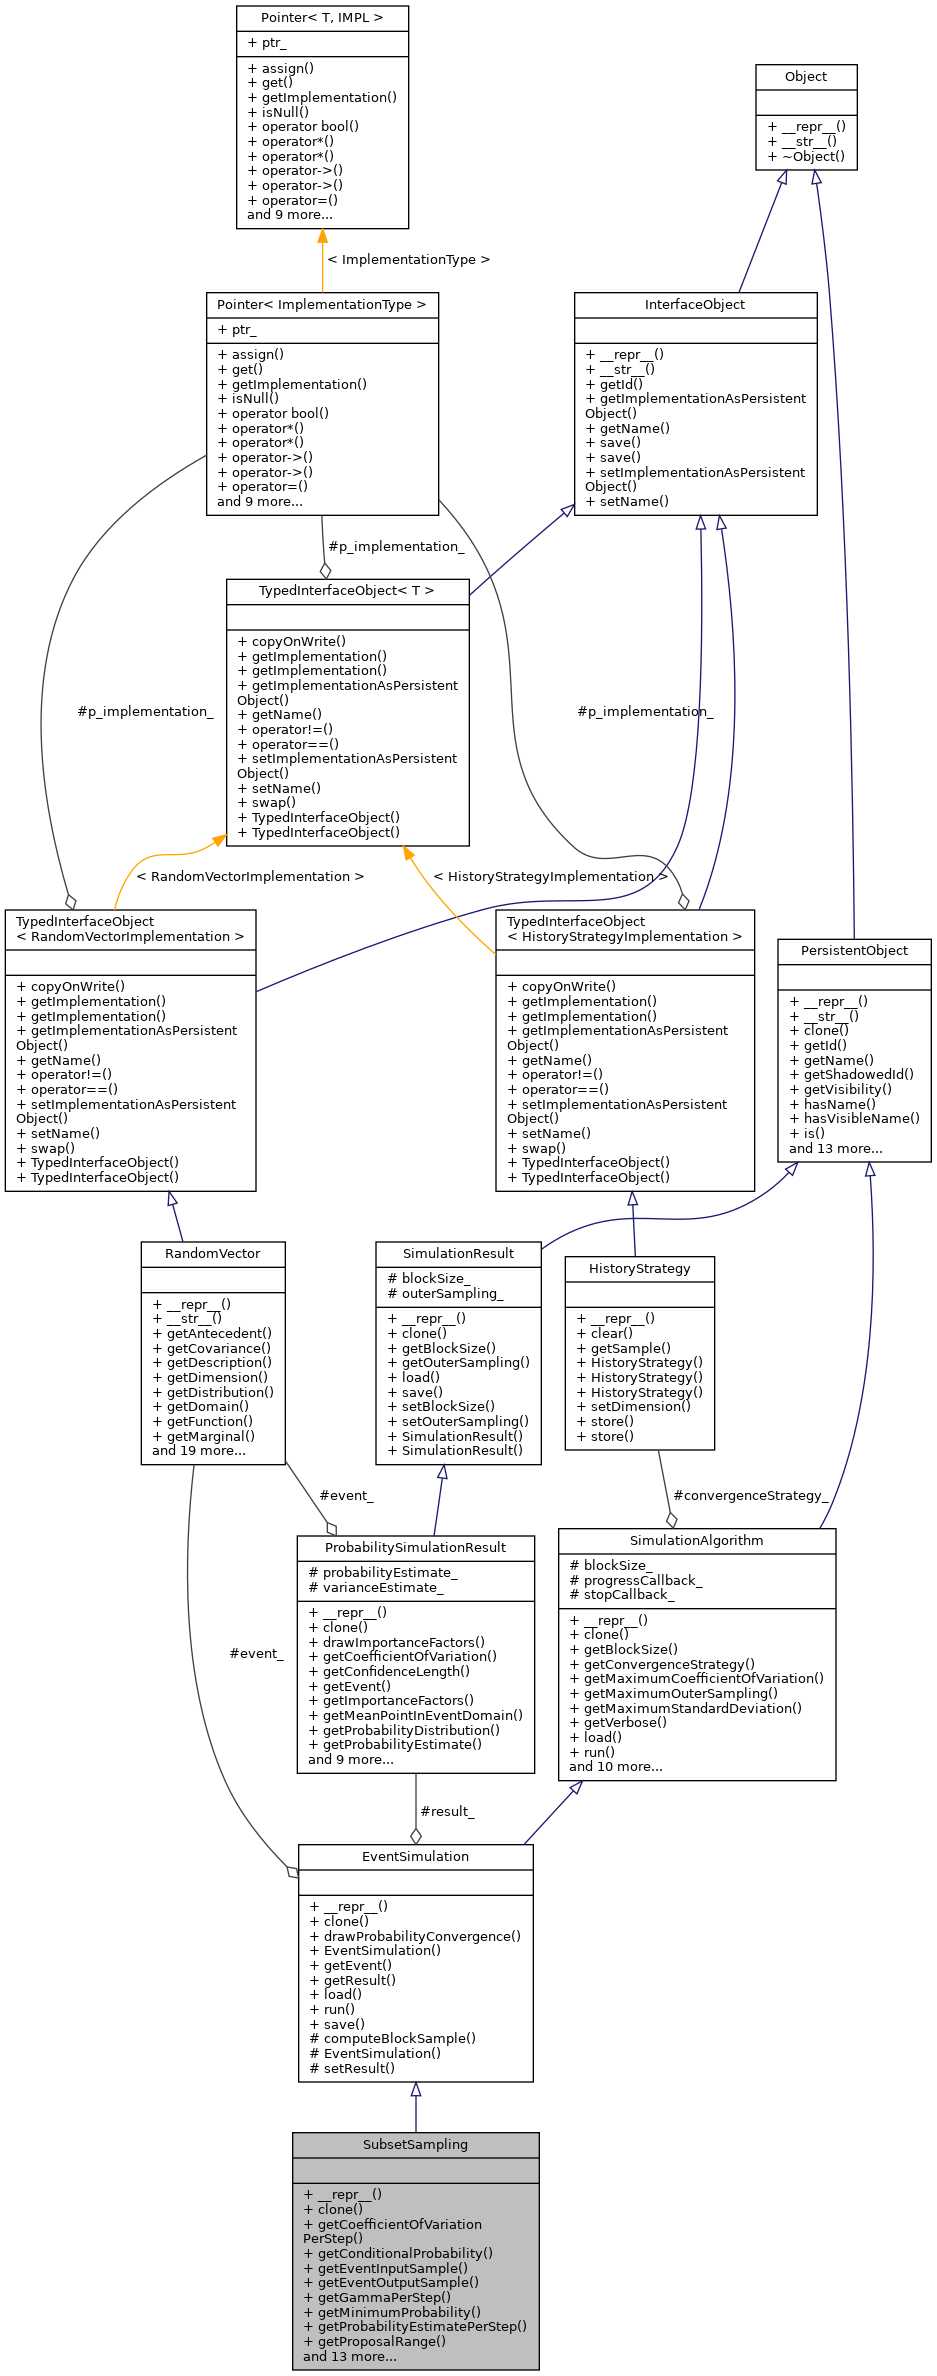 Pointer< T, IMPL >
+ ptr_
+ assign()
+ get()
+ getImplementation()
+ isNull()
+ operator bool()
+ operator*()
+ operator*()
+ operator->()
+ operator->()
+ operator=()
and 9 more...
Object
+ __repr__()
+ __str__()
+ ~Object()
< ImplementationType >
Pointer< ImplementationType >
+ ptr_
+ assign()
+ get()
+ getImplementation()
+ isNull()
+ operator bool()
+ operator*()
+ operator*()
+ operator->()
+ operator->()
+ operator=()
and 9 more...
InterfaceObject
+ __repr__()
+ __str__()
+ getId()
+ getImplementationAsPersistent
Object()
+ getName()
+ save()
+ save()
+ setImplementationAsPersistent
Object()
+ setName()
#p_implementation_
TypedInterfaceObject< T >
+ copyOnWrite()
+ getImplementation()
+ getImplementation()
+ getImplementationAsPersistent
Object()
+ getName()
+ operator!=()
+ operator==()
+ setImplementationAsPersistent
Object()
+ setName()
+ swap()
+ TypedInterfaceObject()
+ TypedInterfaceObject()
#p_implementation_
#p_implementation_
< RandomVectorImplementation >
< HistoryStrategyImplementation >
TypedInterfaceObject
< RandomVectorImplementation >
+ copyOnWrite()
+ getImplementation()
+ getImplementation()
+ getImplementationAsPersistent
Object()
+ getName()
+ operator!=()
+ operator==()
+ setImplementationAsPersistent
Object()
+ setName()
+ swap()
+ TypedInterfaceObject()
+ TypedInterfaceObject()
TypedInterfaceObject
< HistoryStrategyImplementation >
+ copyOnWrite()
+ getImplementation()
+ getImplementation()
+ getImplementationAsPersistent
Object()
+ getName()
+ operator!=()
+ operator==()
+ setImplementationAsPersistent
Object()
+ setName()
+ swap()
+ TypedInterfaceObject()
+ TypedInterfaceObject()
PersistentObject
+ __repr__()
+ __str__()
+ clone()
+ getId()
+ getName()
+ getShadowedId()
+ getVisibility()
+ hasName()
+ hasVisibleName()
+ is()
and 13 more...
RandomVector
+ __repr__()
+ __str__()
+ getAntecedent()
+ getCovariance()
+ getDescription()
+ getDimension()
+ getDistribution()
+ getDomain()
+ getFunction()
+ getMarginal()
and 19 more...
SimulationResult
# blockSize_
# outerSampling_
+ __repr__()
+ clone()
+ getBlockSize()
+ getOuterSampling()
+ load()
+ save()
+ setBlockSize()
+ setOuterSampling()
+ SimulationResult()
+ SimulationResult()
HistoryStrategy
+ __repr__()
+ clear()
+ getSample()
+ HistoryStrategy()
+ HistoryStrategy()
+ HistoryStrategy()
+ setDimension()
+ store()
+ store()
#event_
#convergenceStrategy_
ProbabilitySimulationResult
# probabilityEstimate_
# varianceEstimate_
+ __repr__()
+ clone()
+ drawImportanceFactors()
+ getCoefficientOfVariation()
+ getConfidenceLength()
+ getEvent()
+ getImportanceFactors()
+ getMeanPointInEventDomain()
+ getProbabilityDistribution()
+ getProbabilityEstimate()
and 9 more...
SimulationAlgorithm
# blockSize_
# progressCallback_
# stopCallback_
+ __repr__()
+ clone()
+ getBlockSize()
+ getConvergenceStrategy()
+ getMaximumCoefficientOfVariation()
+ getMaximumOuterSampling()
+ getMaximumStandardDeviation()
+ getVerbose()
+ load()
+ run()
and 10 more...
#event_
#result_
EventSimulation
+ __repr__()
+ clone()
+ drawProbabilityConvergence()
+ EventSimulation()
+ getEvent()
+ getResult()
+ load()
+ run()
+ save()
# computeBlockSample()
# EventSimulation()
# setResult()
SubsetSampling
+ __repr__()
+ clone()
+ getCoefficientOfVariation
PerStep()
+ getConditionalProbability()
+ getEventInputSample()
+ getEventOutputSample()
+ getGammaPerStep()
+ getMinimumProbability()
+ getProbabilityEstimatePerStep()
+ getProposalRange()
and 13 more...